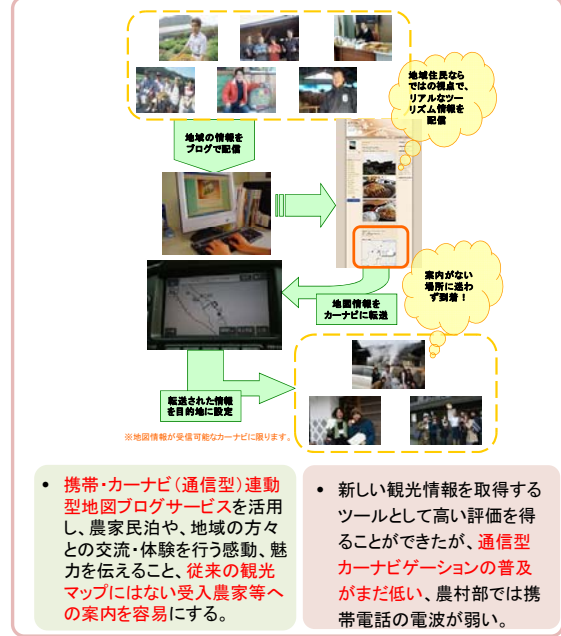 地域住民なら
ではの視点で、
リアルなツー
リズム情報を
配信
地域の情報を
ブログで配信
案内がない
場所に迷わ
ず到着！
地図情報を
カーナビに転送
転送された情報
を目的地に設定
※地図情報が受信可能なカーナビに限ります。
• 携帯・カーナビ（通信型）連動
型地図ブログサービスを活用
し、農家民泊や、地域の方々
との交流・体験を行う感動、魅
力を伝えること、従来の観光
マップにはない受入農家等へ
の案内を容易にする。
• 新しい観光情報を取得する
ツールとして高い評価を得
ることができたが、通信型
カーナビゲーションの普及
がまだ低い、農村部では携
帯電話の電波が弱い。